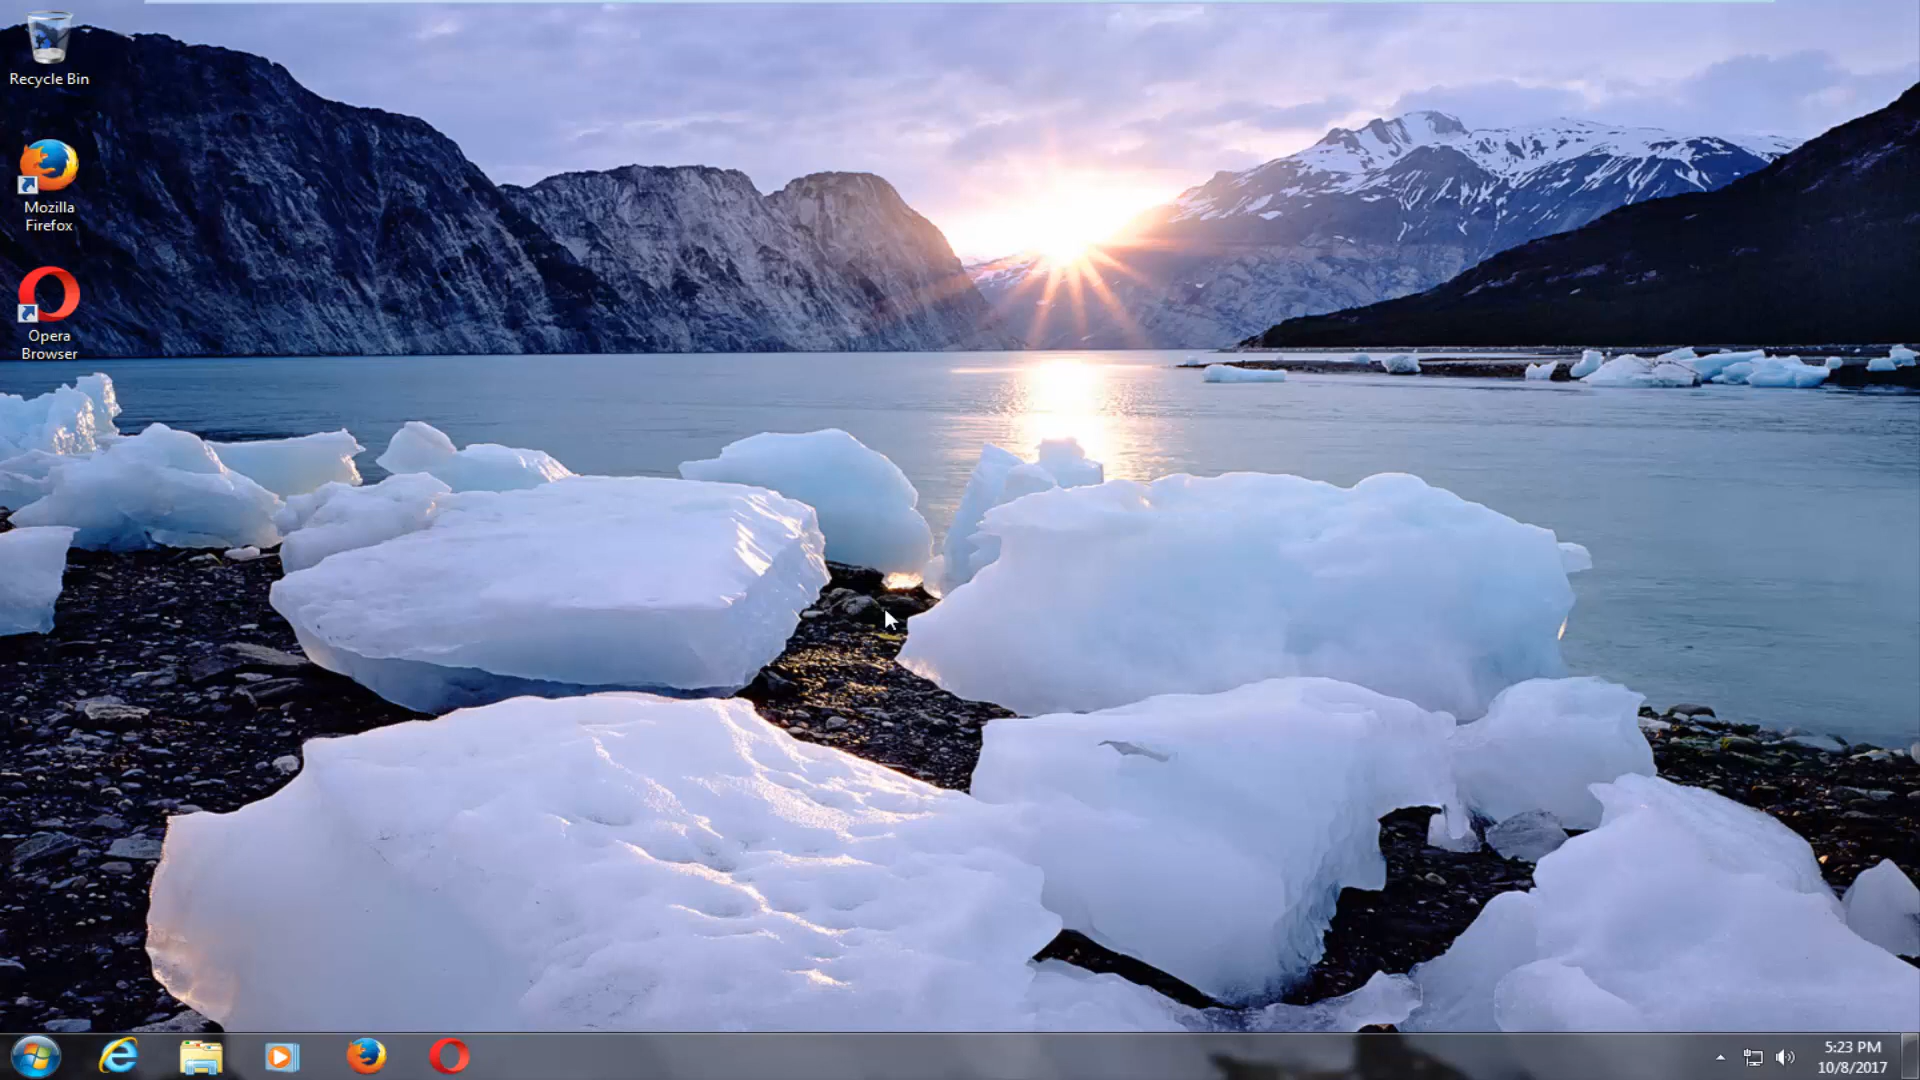 Recycle Bin
Mozilla
Firefox
Opera
Browser
5:23 PM
10/8/2017